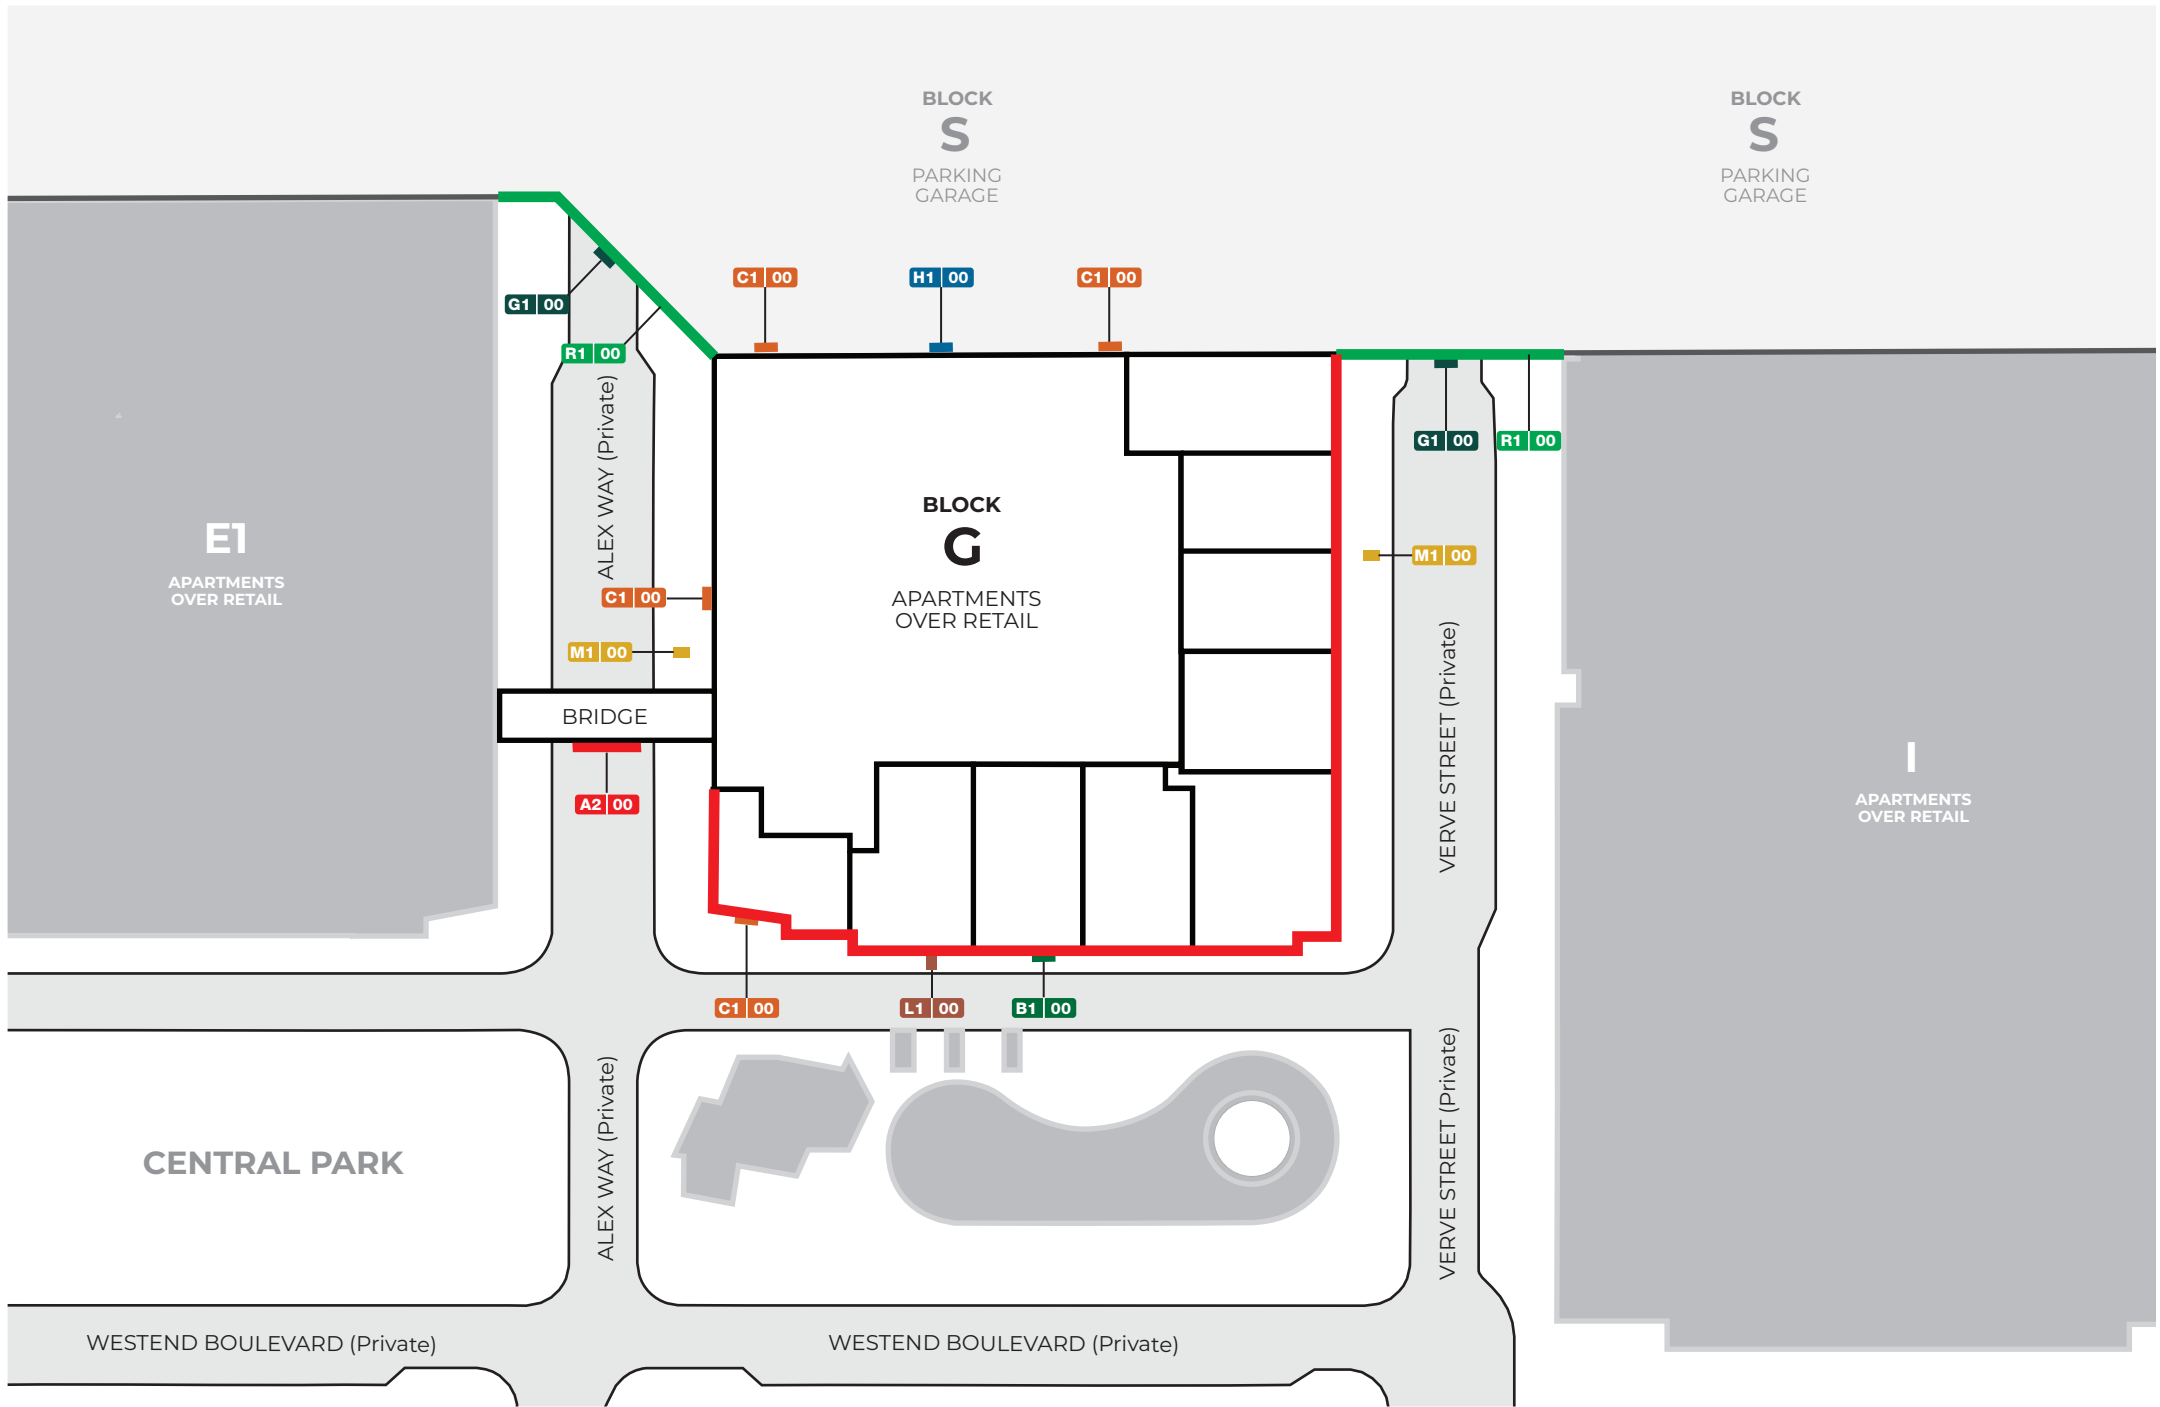 BLOCK
S
PARKING
GARAGE
BLOCK
S
PARKING
GARAGE
C1 00
H1 00
C1 00
G1 00
R1 00
G1 00
R1 00
ALEX WAY (Private)
BLOCK
G
APARTMENTS
OVER RETAIL
E1
APARTMENTS
OVER RETAIL
M1 00
C1 00
M1 00
BRIDGE
VERVE STREET (Private)
I
APARTMENTS
OVER RETAIL
A2 00
C1 00
L1 00
B1 00
ALEX WAY (Private)
VERVE STREET (Private)
CENTRAL PARK
WESTEND BOULEVARD (Private)
WESTEND BOULEVARD (Private)